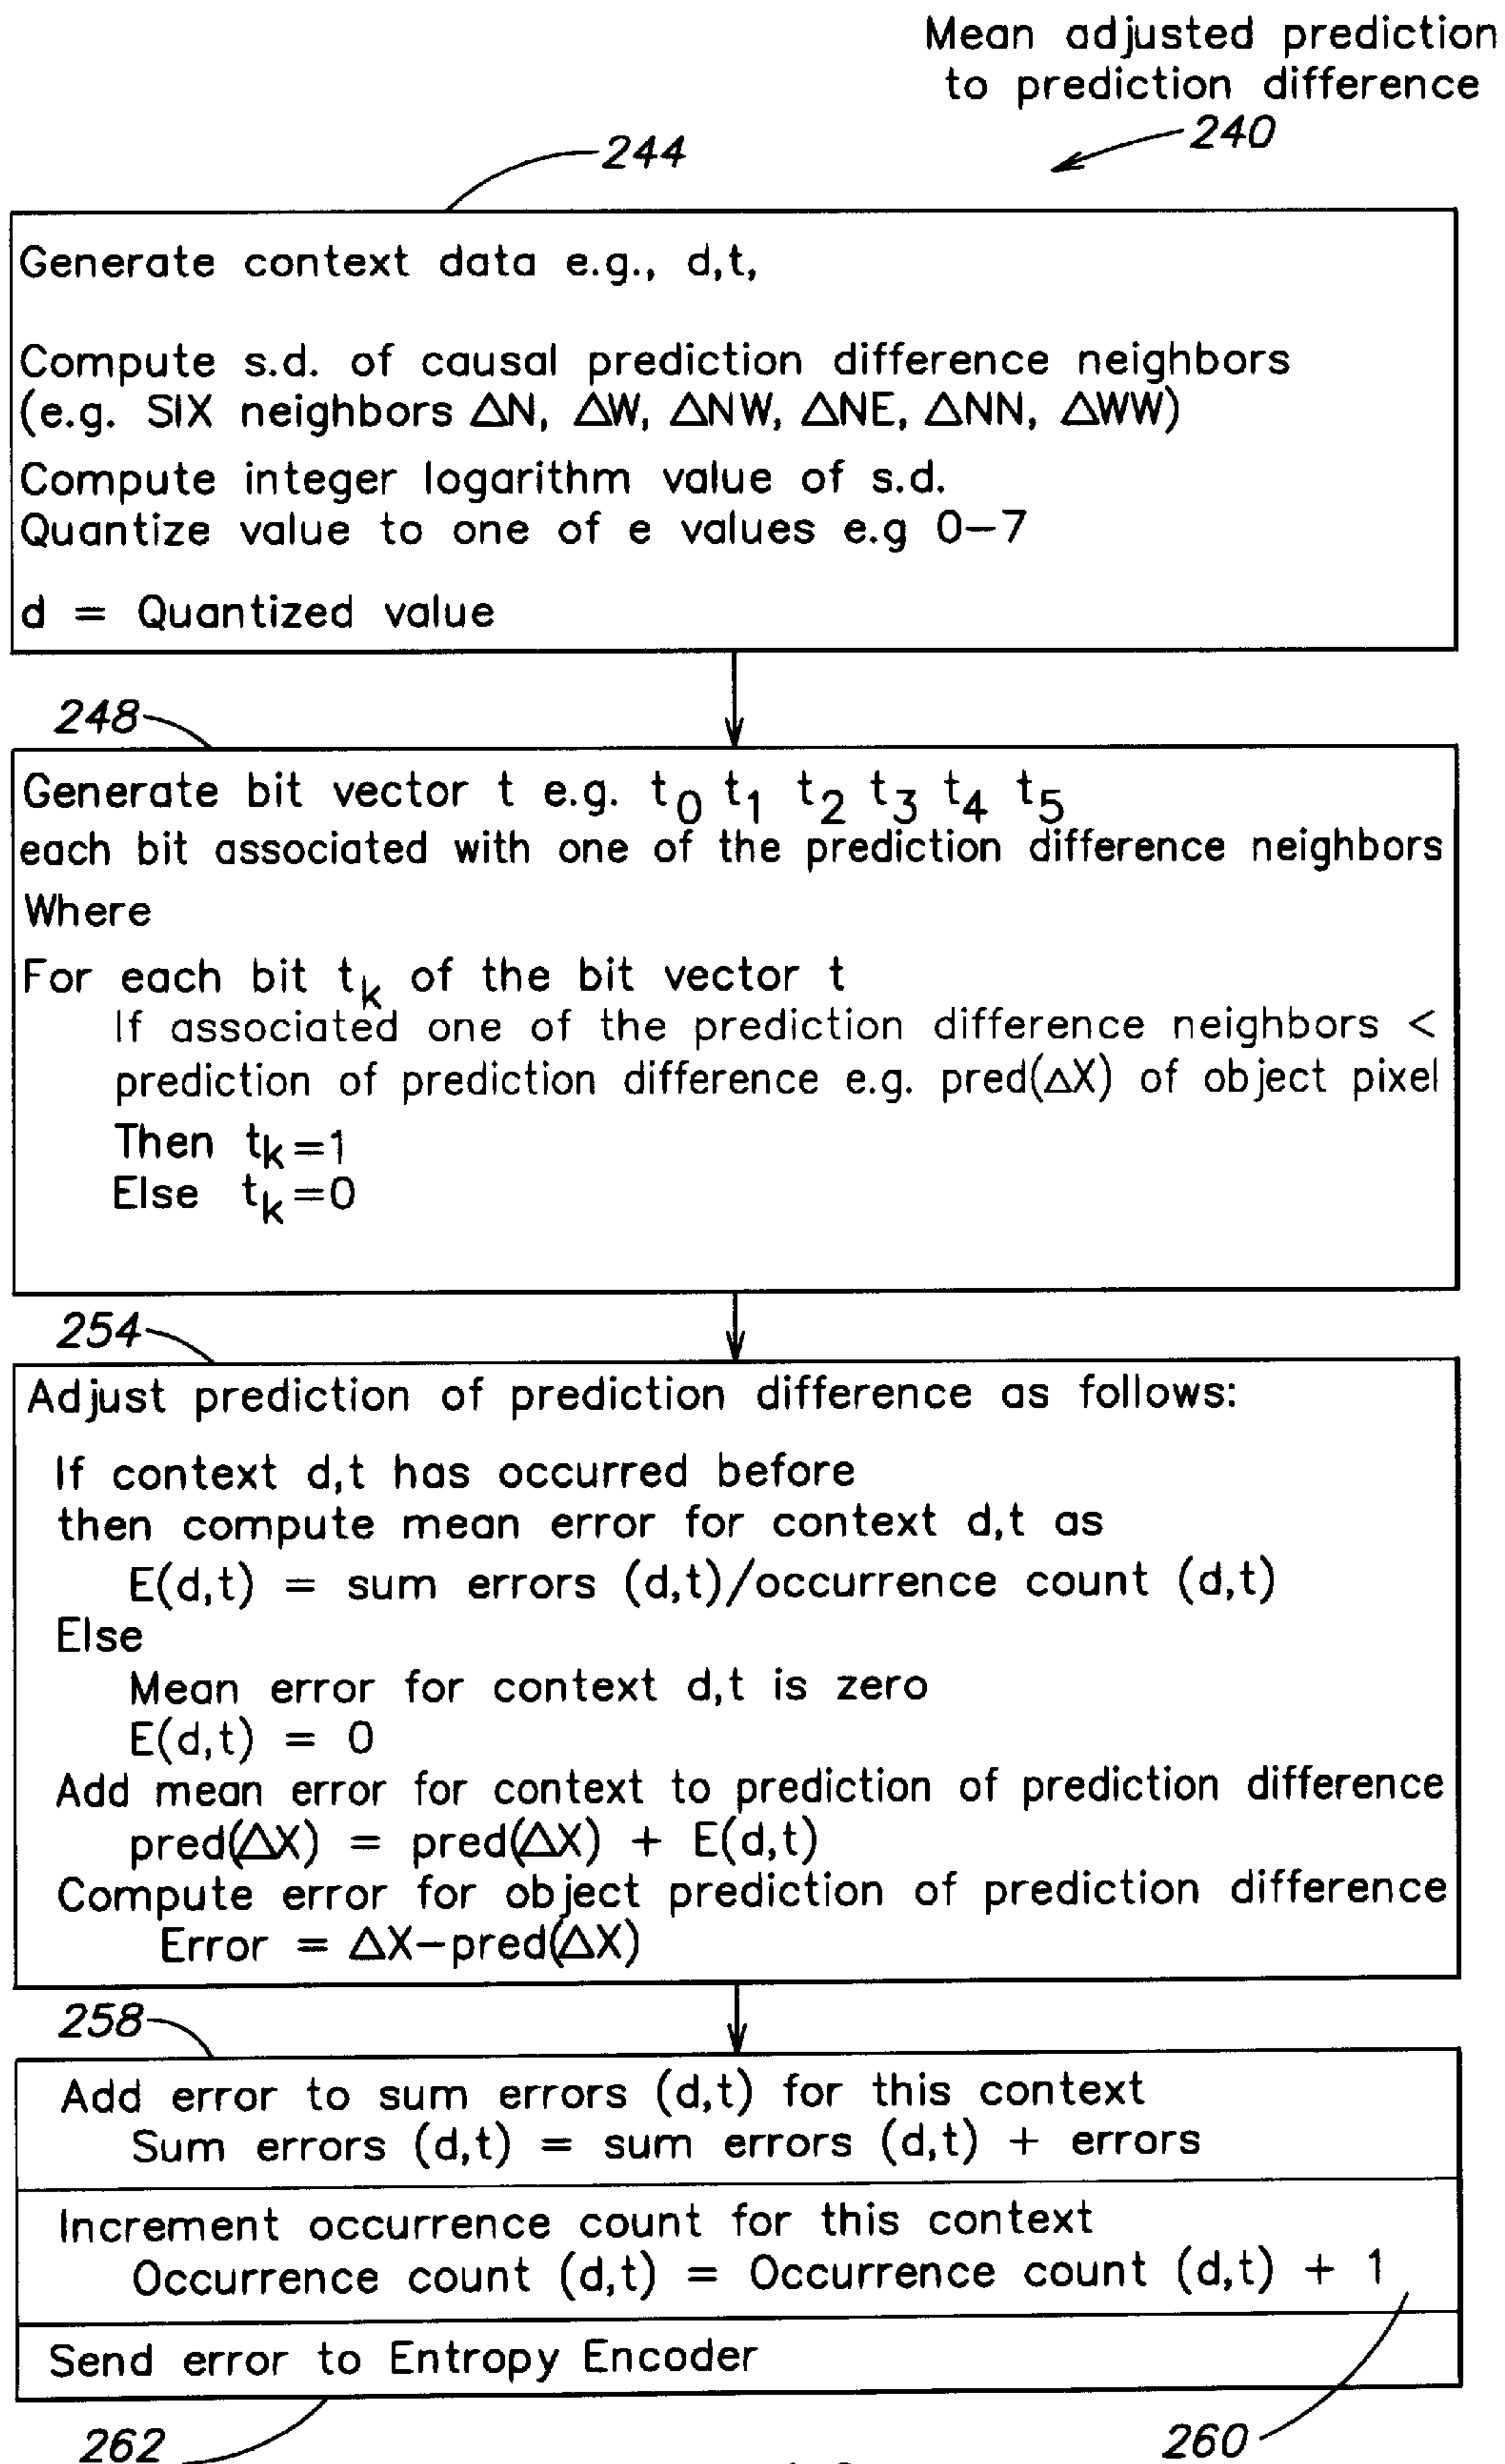 Mean adjusted prediction
to prediction difference
240
244
Generate context data e.g., d,t,
Compute s.d. of causal prediction difference neighbors
(e.g. SIX neighbors ΔN, ΔW, ΔNW, ΔNE, ΔNN, ΔWW)
Compute integer logarithm value of s.d.
Quantize value to one of e values e.g 0–7
d = Quantized value
248
Generate bit vector t e.g. t0 t1 t2 t3 t4 t5
each bit associated with one of the prediction difference neighbors
Where
For each bit tk of the bit vector t
If associated one of the prediction difference neighbors <
prediction of prediction difference e.g. pred(ΔX) of object pixel
Then tk=1
Else tk=0
254
Adjust prediction of prediction difference as follows:
If context d,t has occurred before
then compute mean error for context d,t as
E(d,t) = sum errors (d,t)/occurrence count (d,t)
Else
Mean error for context d,t is zero
E(d,t) = 0
Add mean error for context to prediction of prediction difference
pred(ΔX) = pred(ΔX) + E(d,t)
Compute error for object prediction of prediction difference
Error = ΔX–pred(ΔX)
258
Add error to sum errors (d,t) for this context
Sum errors (d,t) = sum errors (d,t) + errors
Increment occurrence count for this context
Occurrence count (d,t) = Occurrence count (d,t) + 1
Send error to Entropy Encoder
262
260